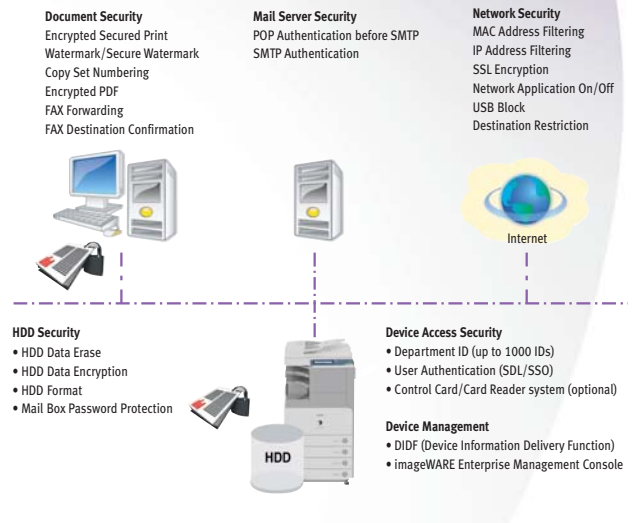 Document Security
Encrypted Secured Print
Watermark/Secure Watermark
Copy Set Numbering
Encrypted PDF
FAX Forwarding
FAX Destination Confirmation
Mail Server Security
POP Authentication before SMTP
SMTP Authentication
Network Security
MAC Address Filtering
IP Address Filtering
SSL Encryption
Network Application On/Off
USB Block
Destination Restriction
Internet
HDD Security
• HDD Data Erase
• HDD Data Encryption
• HDD Format
• Mail Box Password Protection
HDD
Device Access Security
• Department ID (up to 1000 IDs)
• User Authentication (SDL/SSO)
• Control Card/Card Reader system (optional)
Device Management
• DIDF (Device Information Delivery Function)
• imageWARE Enterprise Management Console